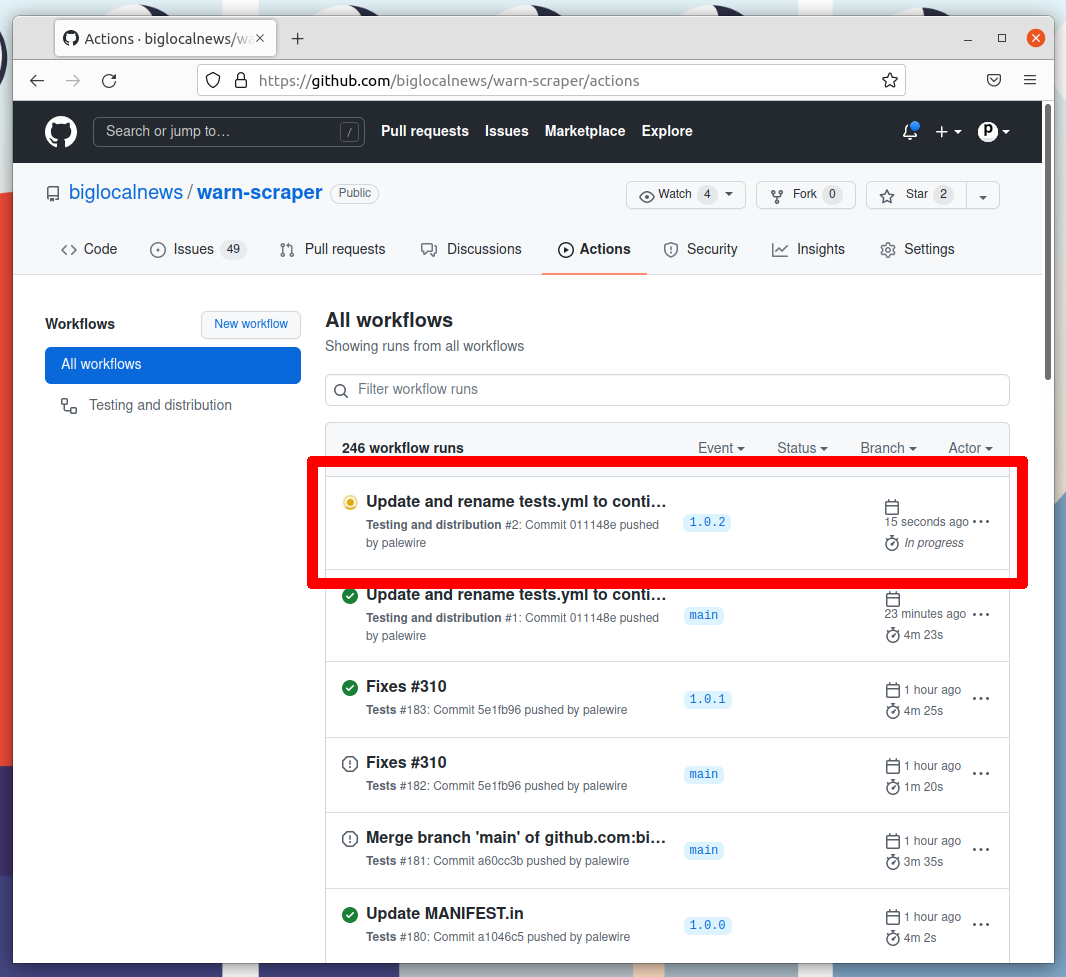 Actions · biglocalnews/wa
https://github.com/biglocalnews/warn-scraper/actions
Search or jump to… /
Pull requests Issues Marketplace Explore
p
biglocalnews / warn-scraper Public
Watch 4 Fork 0 Star 2
Code Issues 49 Pull requests Discussions Actions Security Insights Settings
Workflows
New workflow
All workflows
Testing and distribution
All workflows
Showing runs from all workflows
Filter workflow runs
246 workflow runs Event Status Branch Actor
Update and rename tests.yml to conti…
Testing and distribution #2: Commit 011148e pushed
by palewire
1.0.2
15 seconds ago
In progress
Update and rename tests.yml to conti…
Testing and distribution #1: Commit 011148e pushed
by palewire
main
23 minutes ago
4m 23s
Fixes #310
Tests #183: Commit 5e1fb96 pushed by palewire
1.0.1
1 hour ago
4m 25s
Fixes #310
Tests #182: Commit 5e1fb96 pushed by palewire
main
1 hour ago
1m 20s
Merge branch 'main' of github.com:bi…
Tests #181: Commit a60cc3b pushed by palewire
main
1 hour ago
3m 35s
Update MANIFEST.in
Tests #180: Commit a1046c5 pushed by palewire
1.0.0
1 hour ago
4m 2s